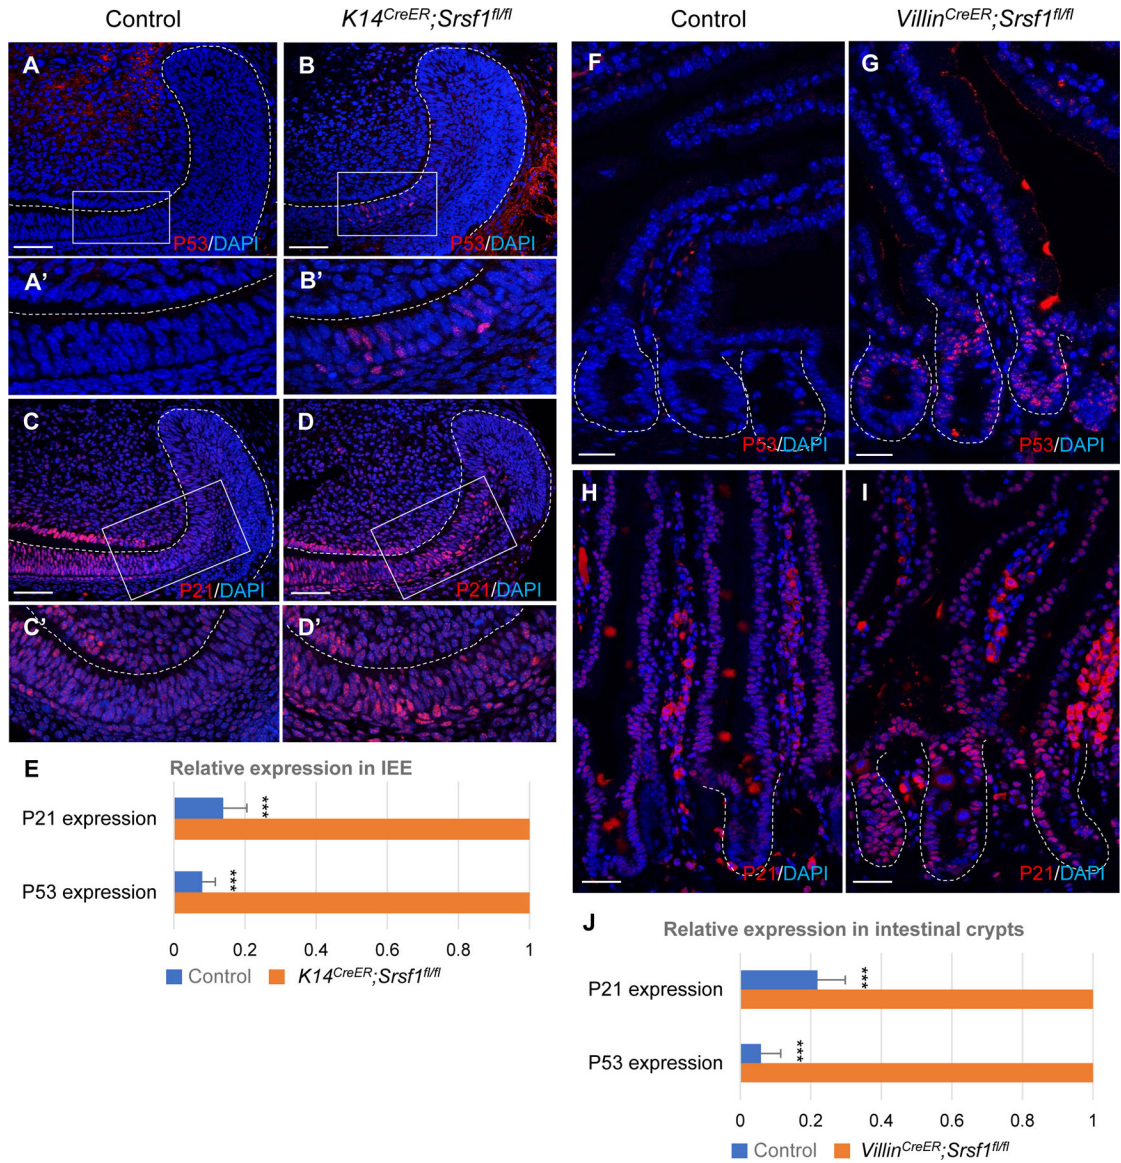 Control
K14CreER;Srsf1fl/fl
Control
VillinCreER;Srsf1fl/fl
A
P53/DAPI
B
P53/DAPI
A’
B’
C
P21/DAPI
D
P21/DAPI
C’
D’
E
Relative expression in IEE
P21 expression
***
P53 expression
***
0 0.2 0.4 0.6 0.8 1
Control K14CreER;Srsf1fl/fl
F
P53/DAPI
G
P53/DAPI
H
P21/DAPI
I
P21/DAPI
J
Relative expression in intestinal crypts
P21 expression
***
P53 expression
***
0 0.2 0.4 0.6 0.8 1
Control VillinCreER;Srsf1fl/fl